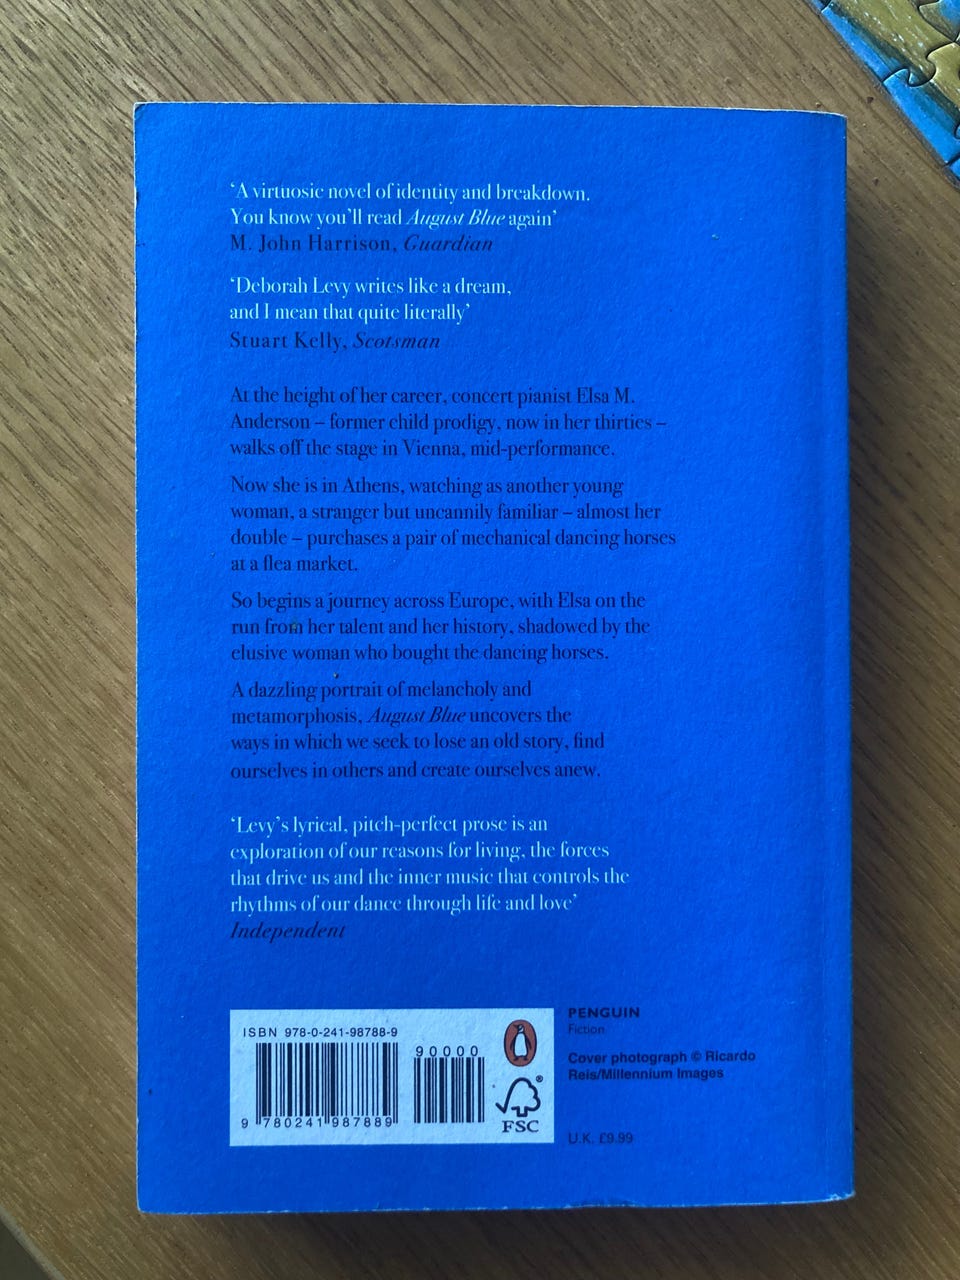 ‘A virtuosic novel of identity and breakdown.
You know you’ll read August Blue again’
M. John Harrison, Guardian
‘Deborah Levy writes like a dream,
and I mean that quite literally’
Stuart Kelly, Scotsman
At the height of her career, concert pianist Elsa M.
Anderson – former child prodigy, now in her thirties –
walks off the stage in Vienna, mid-performance.
Now she is in Athens, watching as another young
woman, a stranger but uncannily familiar – almost her
double – purchases a pair of mechanical dancing horses
at a flea market.
So begins a journey across Europe, with Elsa on the
run from her talent and her history, shadowed by the
elusive woman who bought the dancing horses.
A dazzling portrait of melancholy and
metamorphosis, August Blue uncovers the
ways in which we seek to lose an old story, find
ourselves in others and create ourselves anew.
‘Levy’s lyrical, pitch-perfect prose is an
exploration of our reasons for living, the forces
that drive us and the inner music that controls the
rhythms of our dance through life and love’
Independent
ISBN 978-0-241-98788-9
90000
9 780241 987889
FSC®
PENGUIN
Fiction
Cover photograph © Ricardo
Reis/Millennium Images
U.K. £9.99